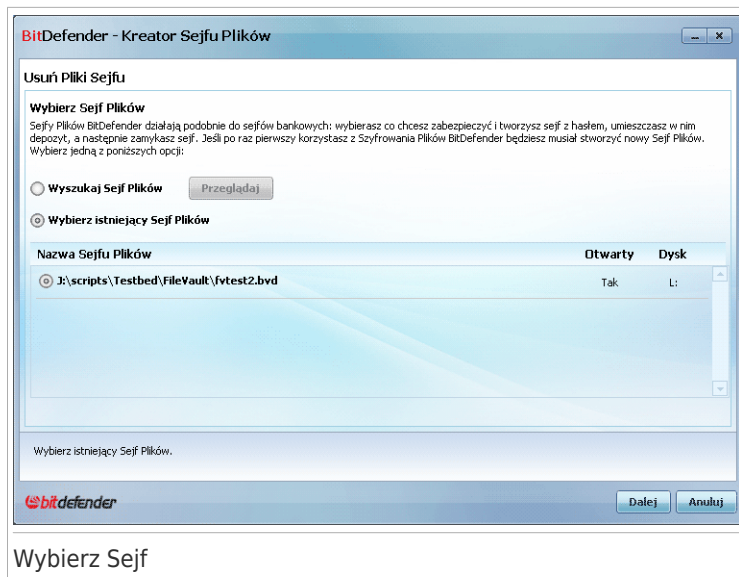 BitDefender - Kreator Sejfu Plików
Usuń Pliki Sejfu
Wybierz Sejf Plików
Sejfy Plików BitDefender działają podobnie do sejfów bankowych: wybierasz co chcesz zabezpieczyć i tworzysz sejf z hasłem, umieszczasz w nim
depozyt, a następnie zamykasz sejf. Jeśli po raz pierwszy korzystasz z Szyfrowania Plików BitDefender będziesz musiał stworzyć nowy Sejf Plików.
Wybierz jedną z poniższych opcji:
Wyszukaj Sejf Plików Przeglądaj
Wybierz istniejący Sejf Plików
Nazwa Sejfu Plików Otwarty Dysk
J:\scripts\Testbed\FileVault\fvtest2.bvd Tak L:
Wybierz istniejący Sejf Plików.
bitdefender Dalej Anuluj
Wybierz Sejf